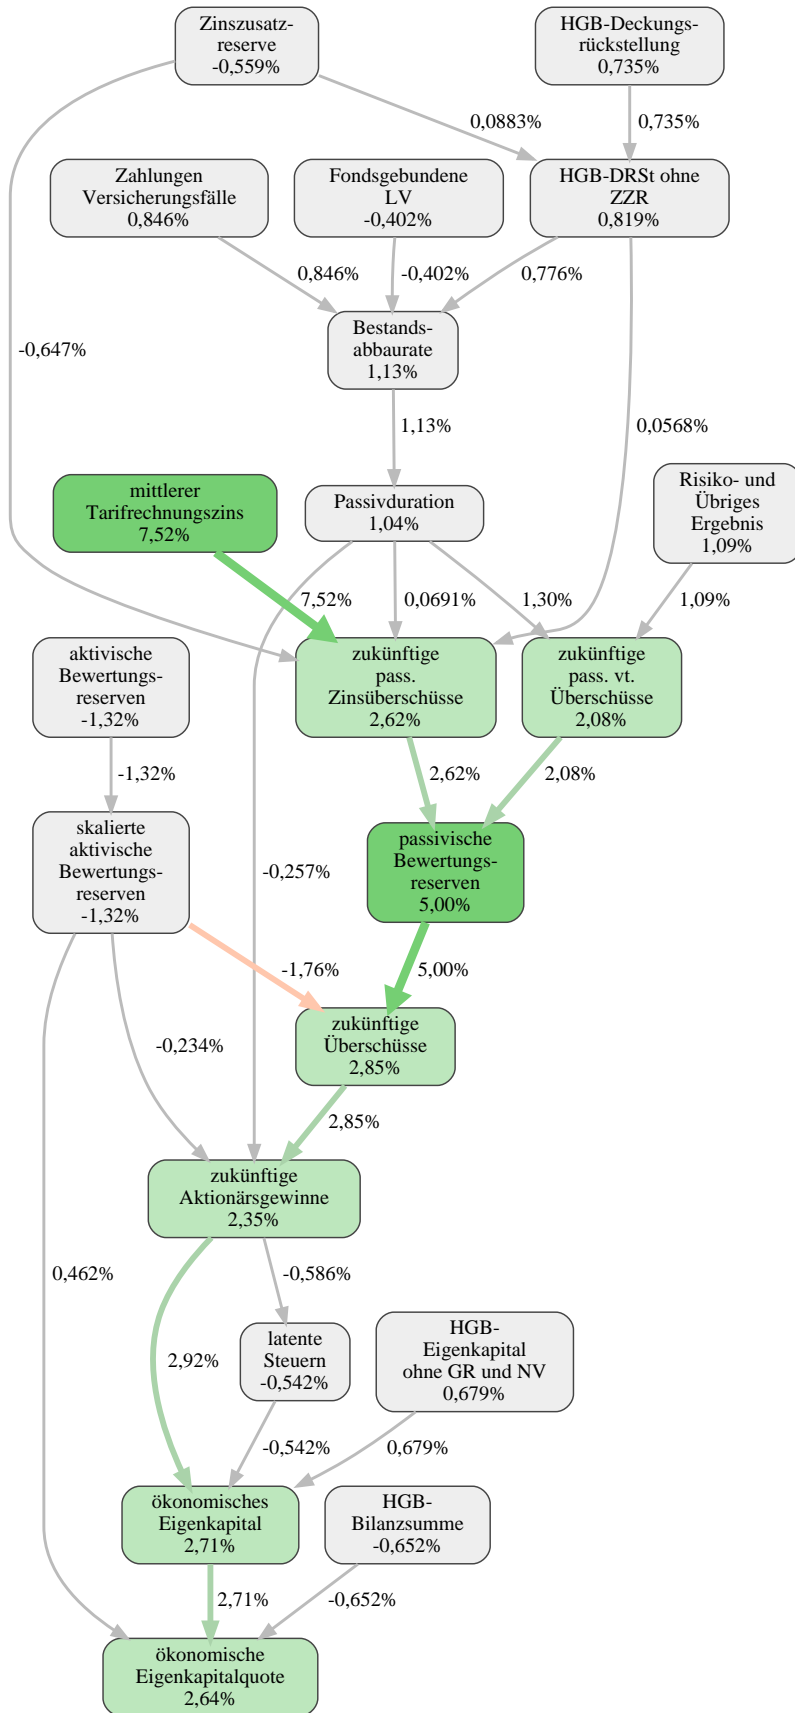 Zinszusatz-
reserve
-0,559%
HGB-Deckungs-
rückstellung
0,735%
0,0883%
0,735%
Zahlungen
Versicherungsfälle
0,846%
Fondsgebundene
LV
-0,402%
HGB-DRSt ohne
ZZR
0,819%
0,846%
-0,402%
0,776%
Bestands-
abbaurate
1,13%
-0,647%
1,13%
0,0568%
mittlerer
Tarifrechnungszins
7,52%
Passivduration
1,04%
Risiko- und
Übriges
Ergebnis
1,09%
7,52%
0,0691%
1,30%
1,09%
aktivische
Bewertungs-
reserven
-1,32%
zukünftige
pass.
Zinsüberschüsse
2,62%
zukünftige
pass. vt.
Überschüsse
2,08%
-1,32%
2,62%
2,08%
skalierte
aktivische
Bewertungs-
reserven
-1,32%
-0,257%
passivische
Bewertungs-
reserven
5,00%
-1,76%
5,00%
-0,234%
zukünftige
Überschüsse
2,85%
2,85%
zukünftige
Aktionärsgewinne
2,35%
0,462%
-0,586%
2,92%
latente
Steuern
-0,542%
HGB-
Eigenkapital
ohne GR und NV
0,679%
-0,542%
0,679%
ökonomisches
Eigenkapital
2,71%
HGB-
Bilanzsumme
-0,652%
2,71%
-0,652%
ökonomische
Eigenkapitalquote
2,64%